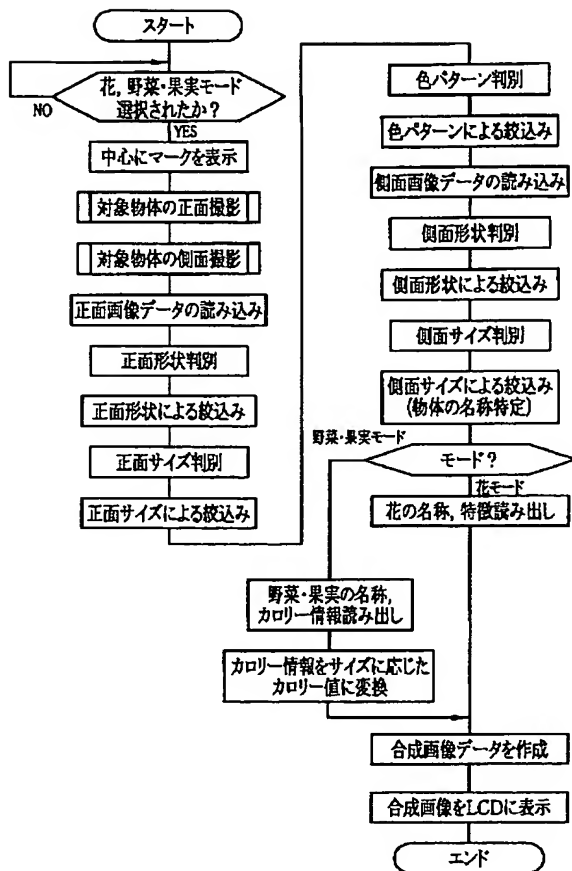 スタート
花，野菜・果実モード
選択されたか？
NO
YES
中心にマークを表示
対象物体の正面撮影
対象物体の側面撮影
正面画像データの読み込み
正面形状判別
正面形状による絞込み
正面サイズ判別
正面サイズによる絞込み
色パターン判別
色パターンによる絞込み
側面画像データの読み込み
側面形状判別
側面形状による絞込み
側面サイズ判別
側面サイズによる絞込み
(物体の名称特定)
野菜・果実モード
モード？
花モード
花の名称，特徴読み出し
野菜・果実の名称，
カロリー情報読み出し
カロリー情報をサイズに応じた
カロリー値に変換
合成画像データを作成
合成画像をLCDに表示
エンド